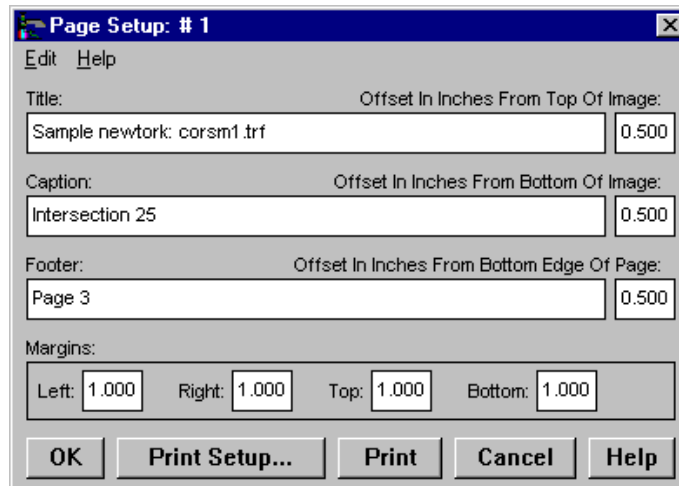 Page Setup: # 1
Edit Help
Title: Offset In Inches From Top Of Image:
Sample newtork: corsm1.trf 0.500
Caption: Offset In Inches From Bottom Of Image:
Intersection 25 0.500
Footer: Offset In Inches From Bottom Edge Of Page:
Page 3 0.500
Margins:
Left: 1.000 Right: 1.000 Top: 1.000 Bottom: 1.000
OK Print Setup... Print Cancel Help